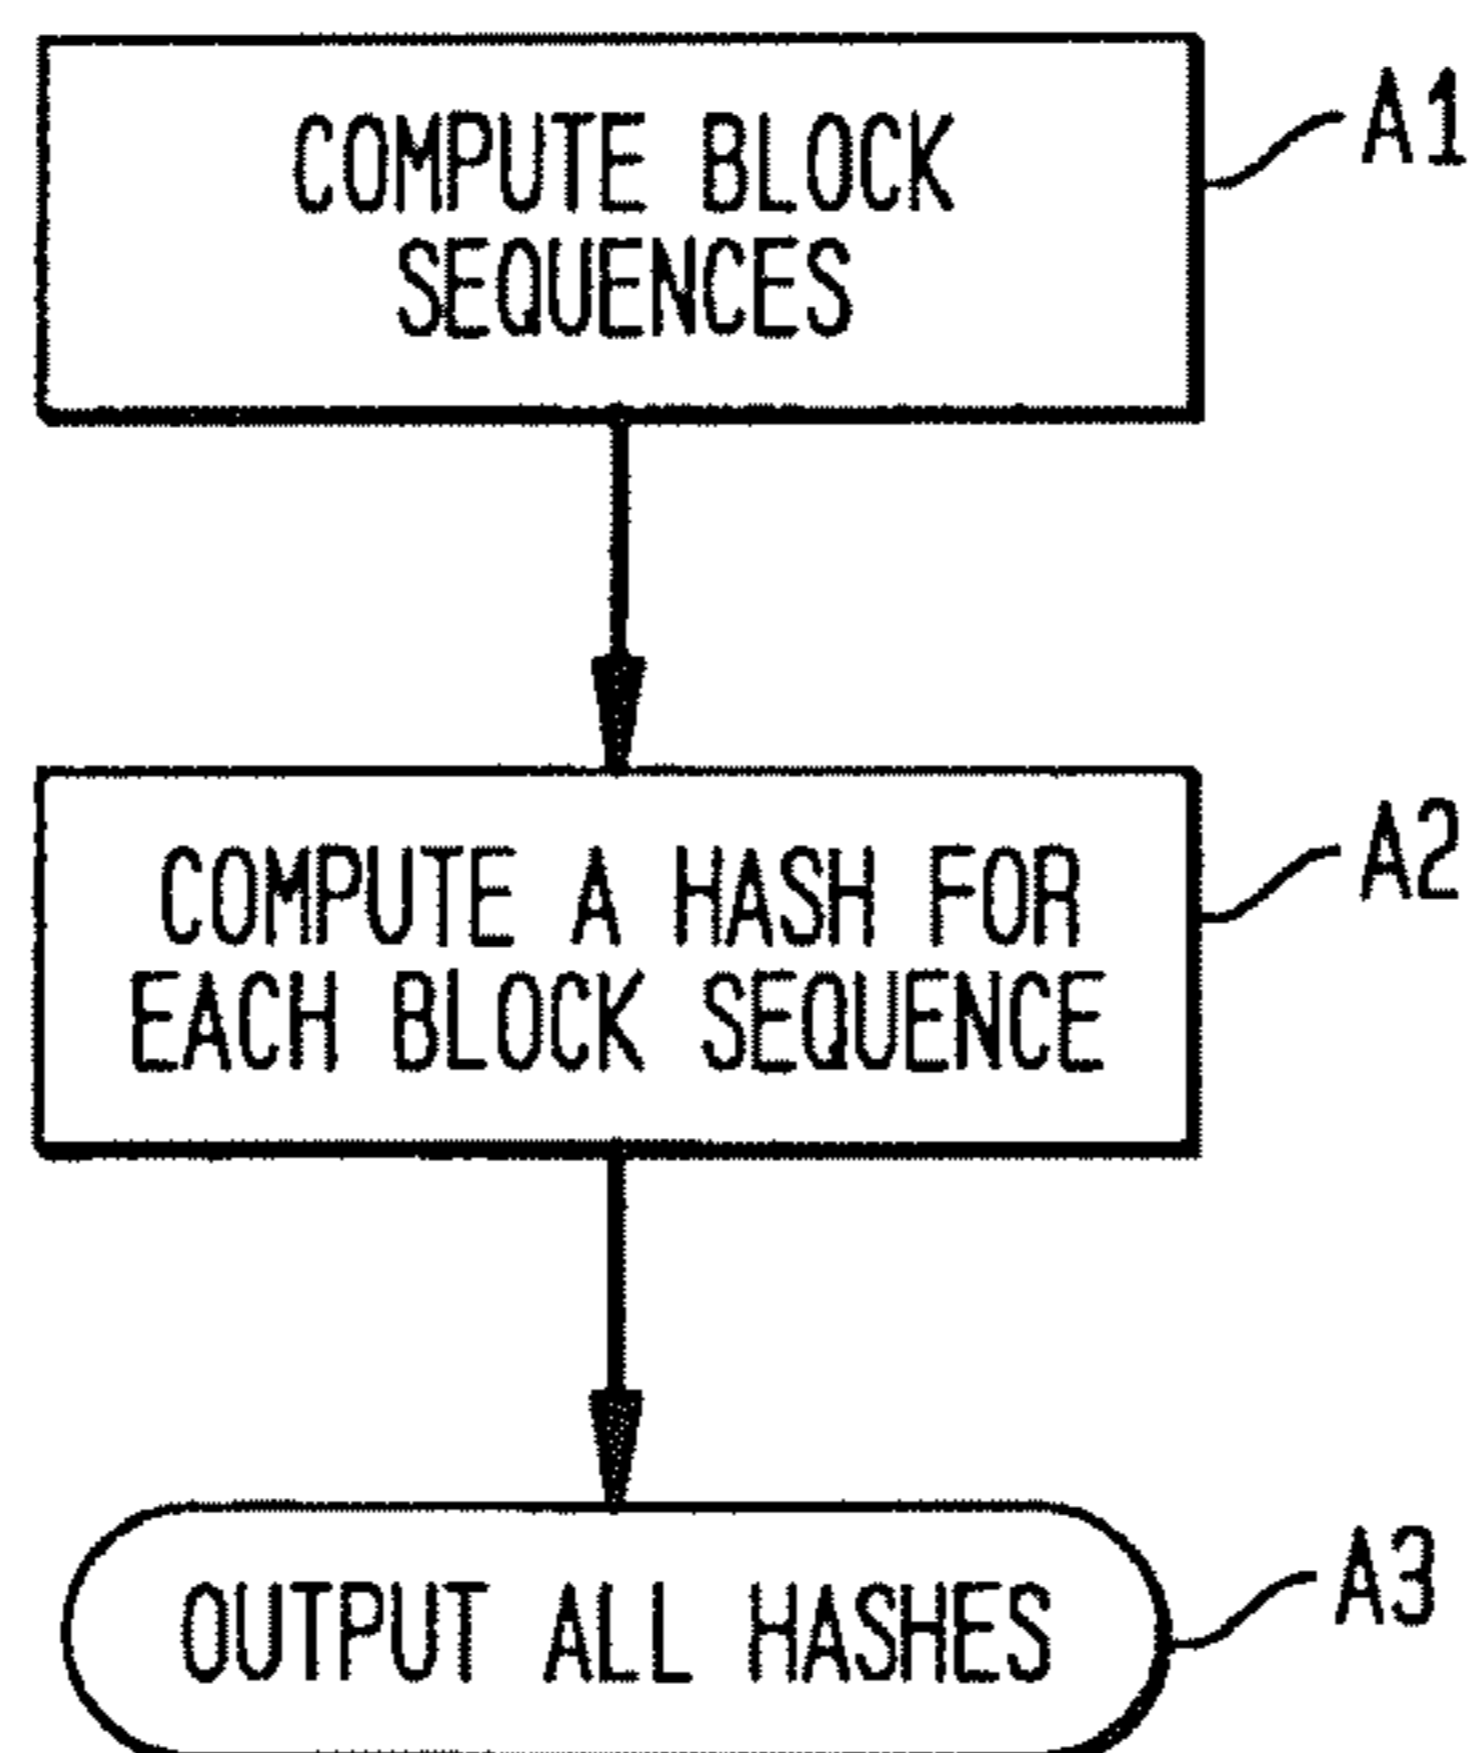 COMPUTE BLOCK
SEQUENCES
A1
COMPUTE A HASH FOR
EACH BLOCK SEQUENCE
A2
OUTPUT ALL HASHES
A3